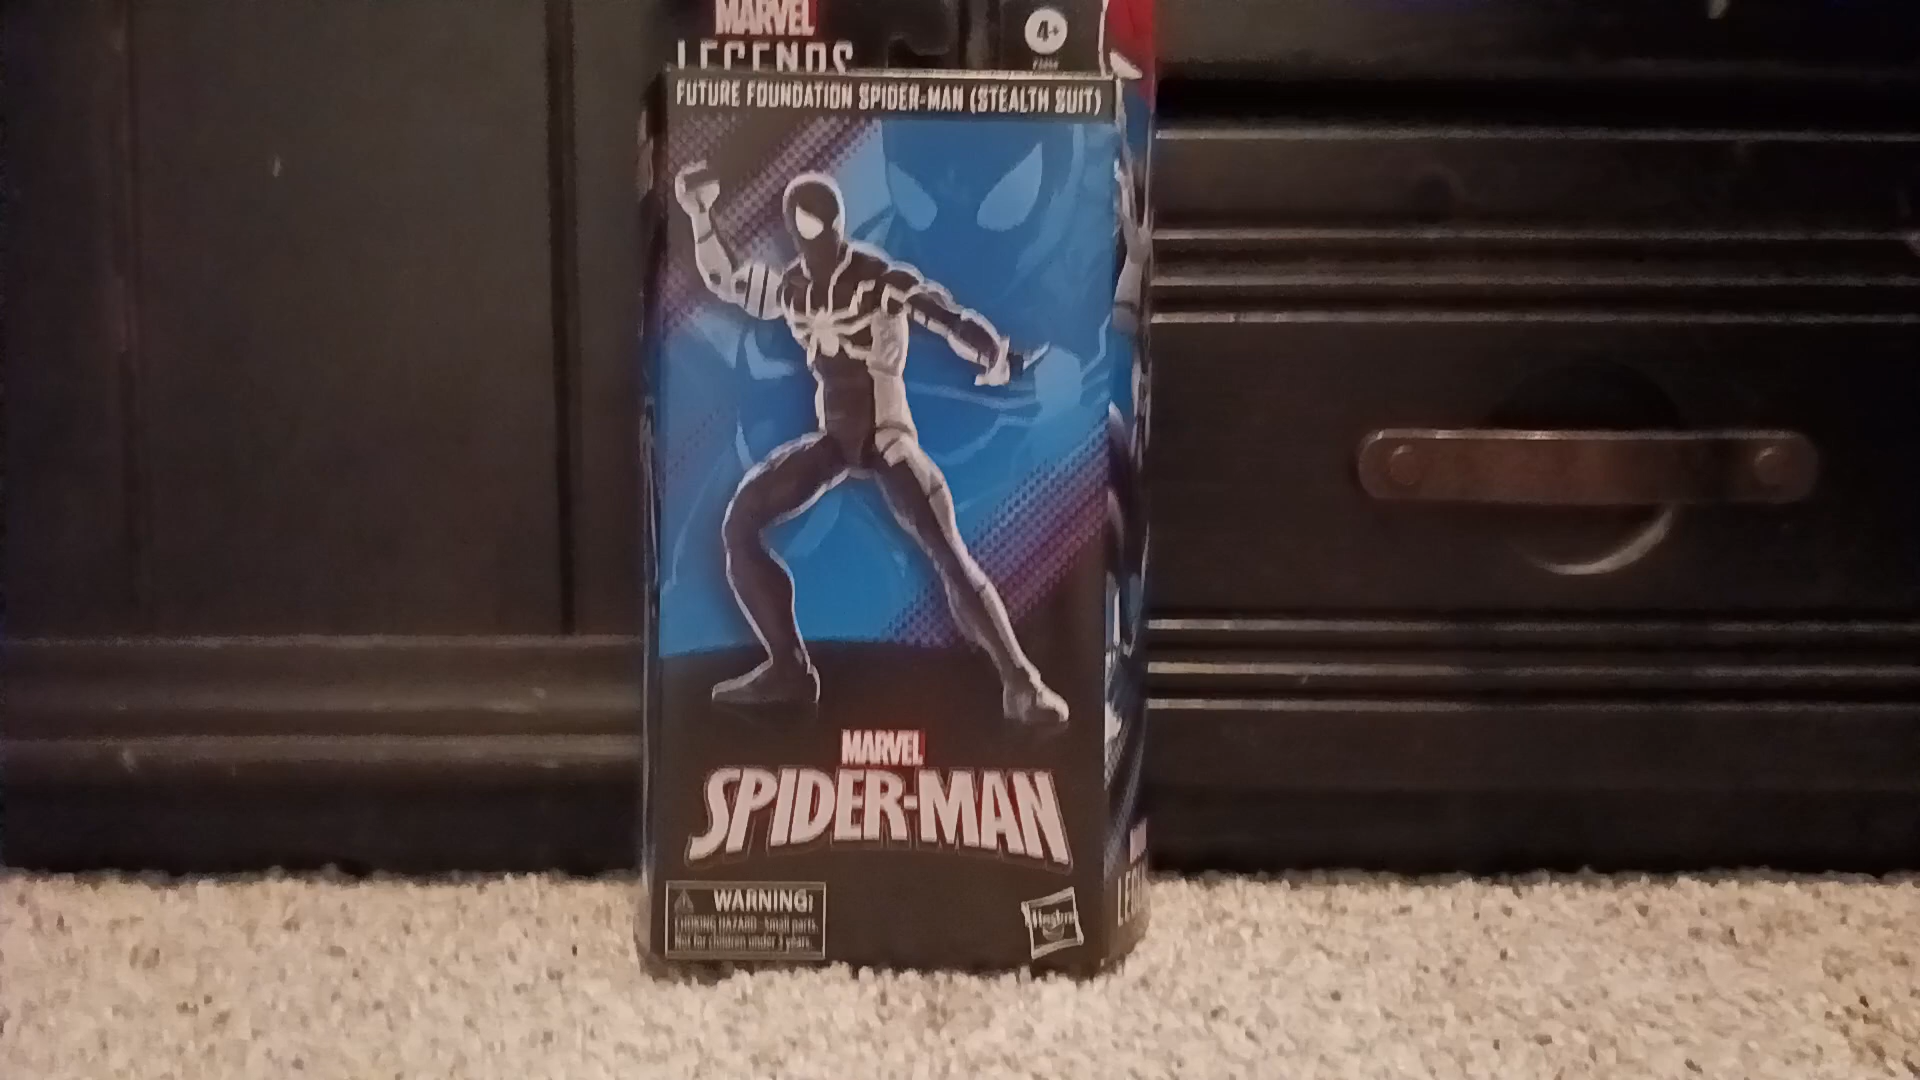 MARVEL
LEGENDS
4+
FUTURE FOUNDATION SPIDER-MAN (STEALTH SUIT)
MARVEL
SPIDER-MAN
WARNING:
CHOKING HAZARD - Small parts.
Not for children under 3 years.
Hasbro